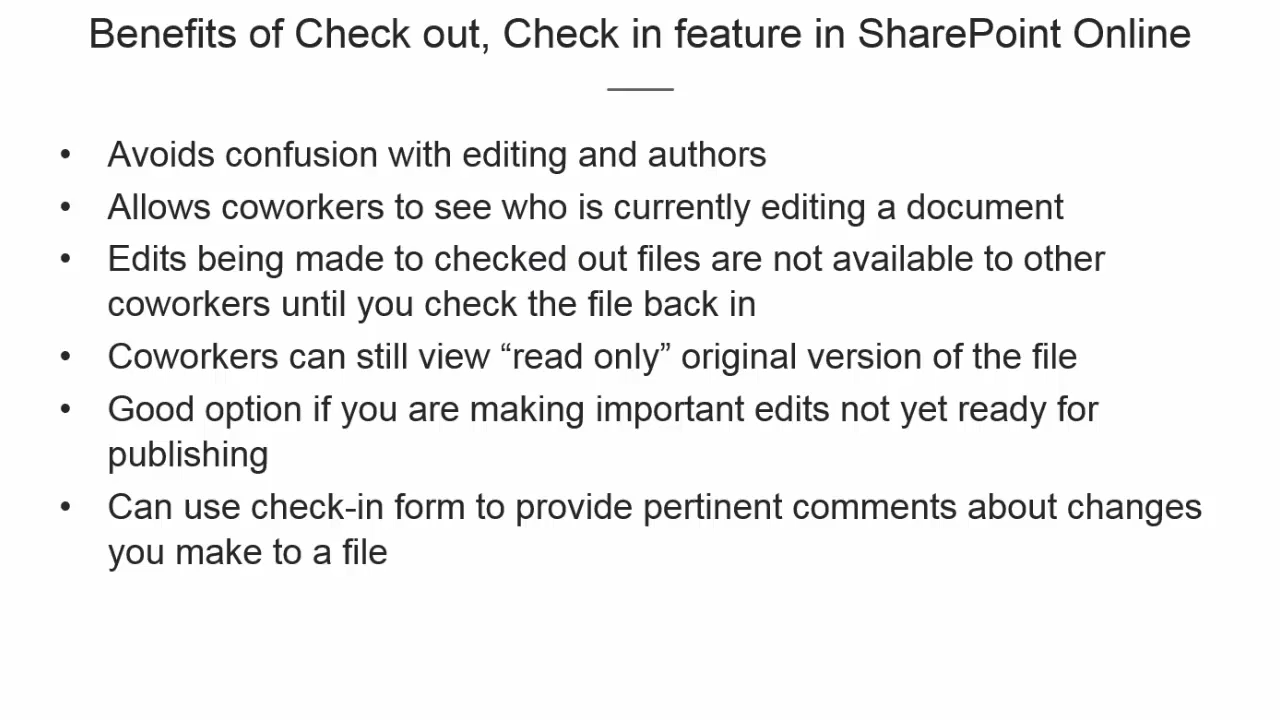 Benefits of Check out, Check in feature in SharePoint Online
• Avoids confusion with editing and authors
• Allows coworkers to see who is currently editing a document
• Edits being made to checked out files are not available to other
coworkers until you check the file back in
• Coworkers can still view “read only” original version of the file
• Good option if you are making important edits not yet ready for
publishing
• Can use check-in form to provide pertinent comments about changes
you make to a file